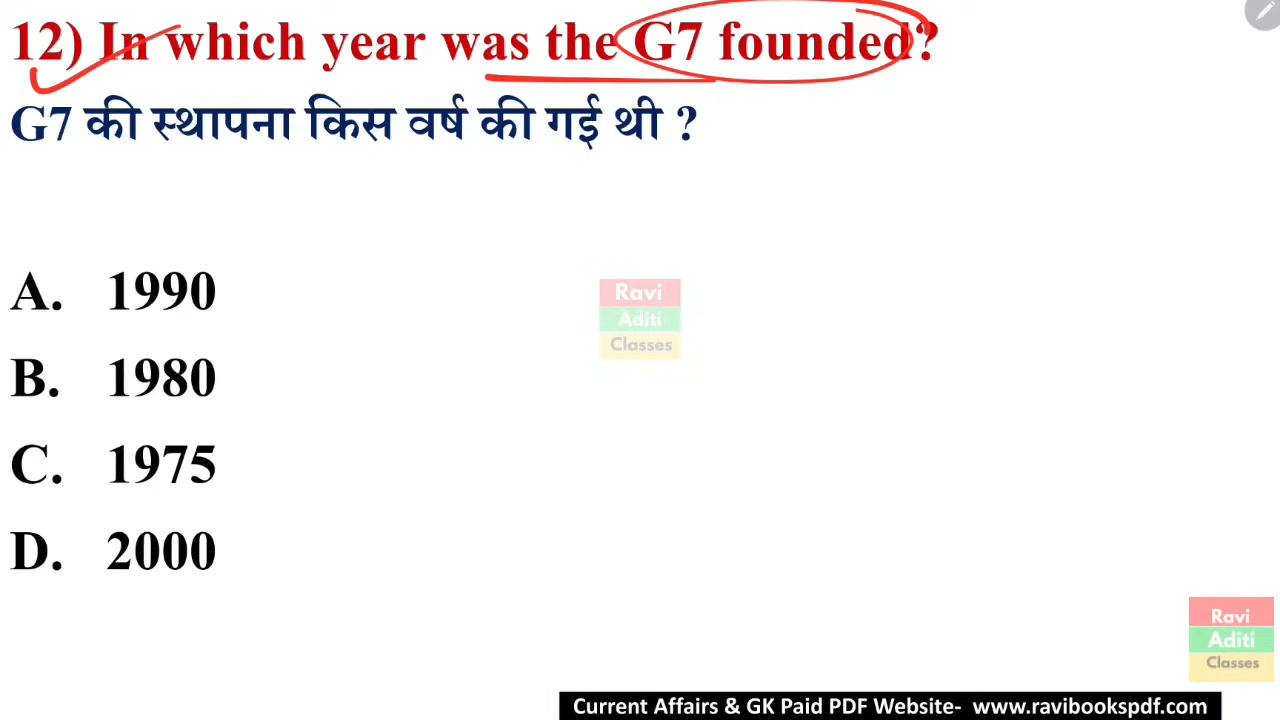 12) In which year was the G7 founded?
G7 की स्थापना किस वर्ष की गई थी ?
A. 1990
Ravi
Aditi
Classes
B. 1980
C. 1975
D. 2000
Ravi
Aditi
Classes
Current Affairs & GK Paid PDF Website- www.ravibookspdf.com